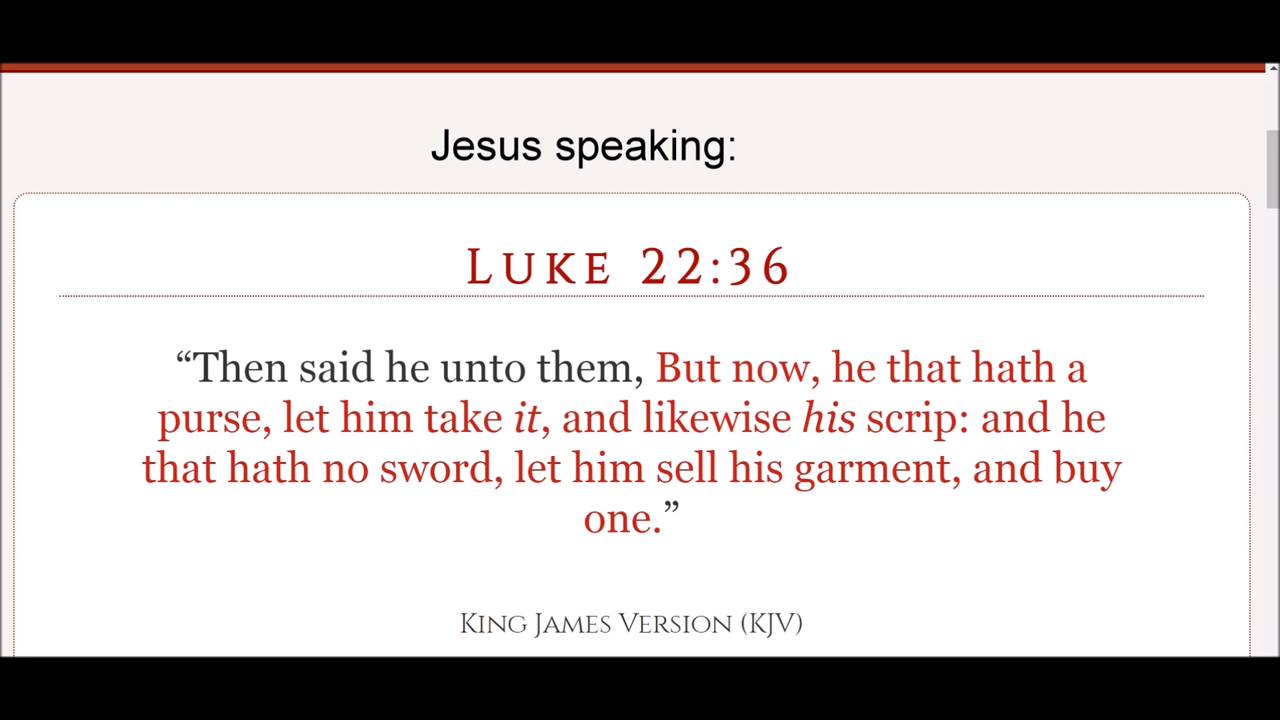 Jesus speaking:
Luke 22:36
“Then said he unto them, But now, he that hath a
purse, let him take it, and likewise his scrip: and he
that hath no sword, let him sell his garment, and buy
one.”
King James Version (KJV)